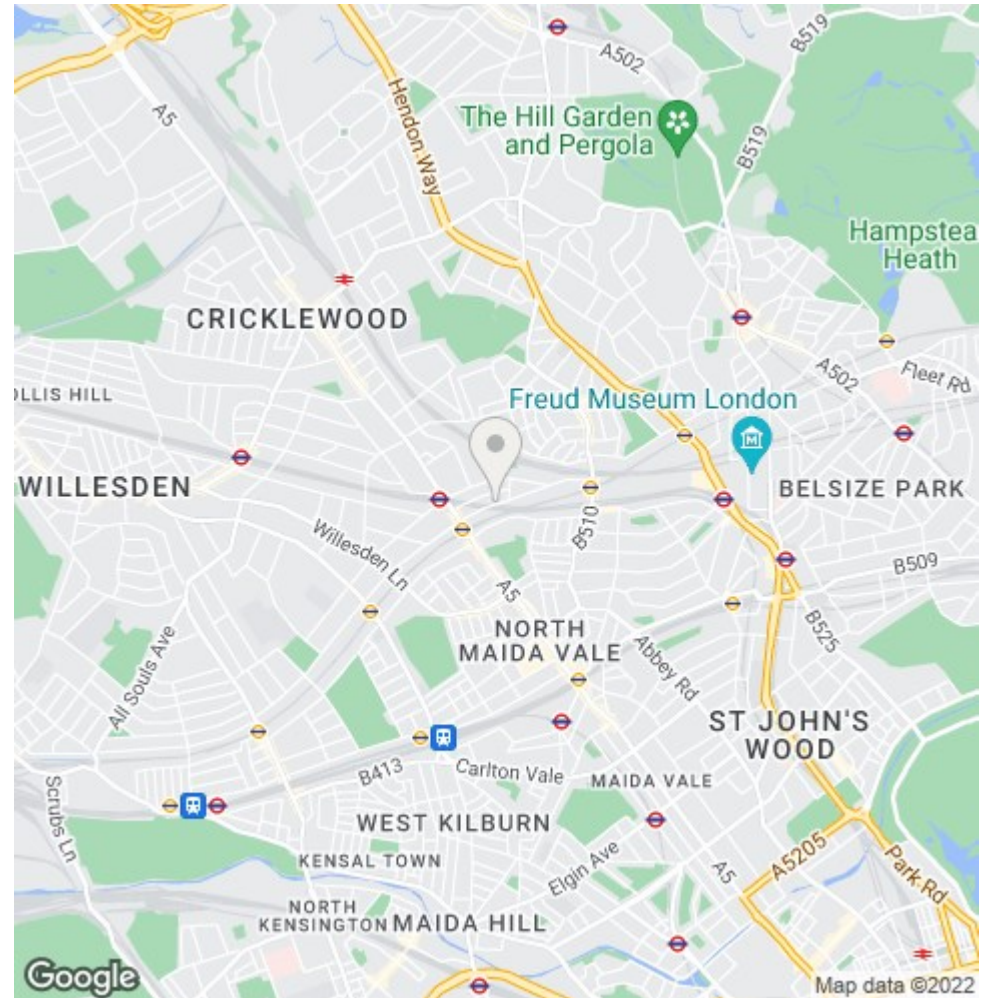 B519
A502
A5
Hendon Way
The Hill Garden
and Pergola
B519
Hampstea
Heath
CRICKLEWOOD
A502
Fleet Rd
OLLIS HILL
Freud Museum London
M
WILLESDEN
BELSIZE PARK
B510
Willesden Ln
A5
B509
NORTH
MAIDA VALE
Abbey Rd
B525
All Souls Ave
ST JOHN'S
WOOD
B413
Carlton Vale
MAIDA VALE
Scrubs Ln
WEST KILBURN
A5205
KENSAL TOWN
Elgin Ave
A5
Park Rd
NORTH
KENSINGTON
MAIDA HILL
Google
Map data ©2022